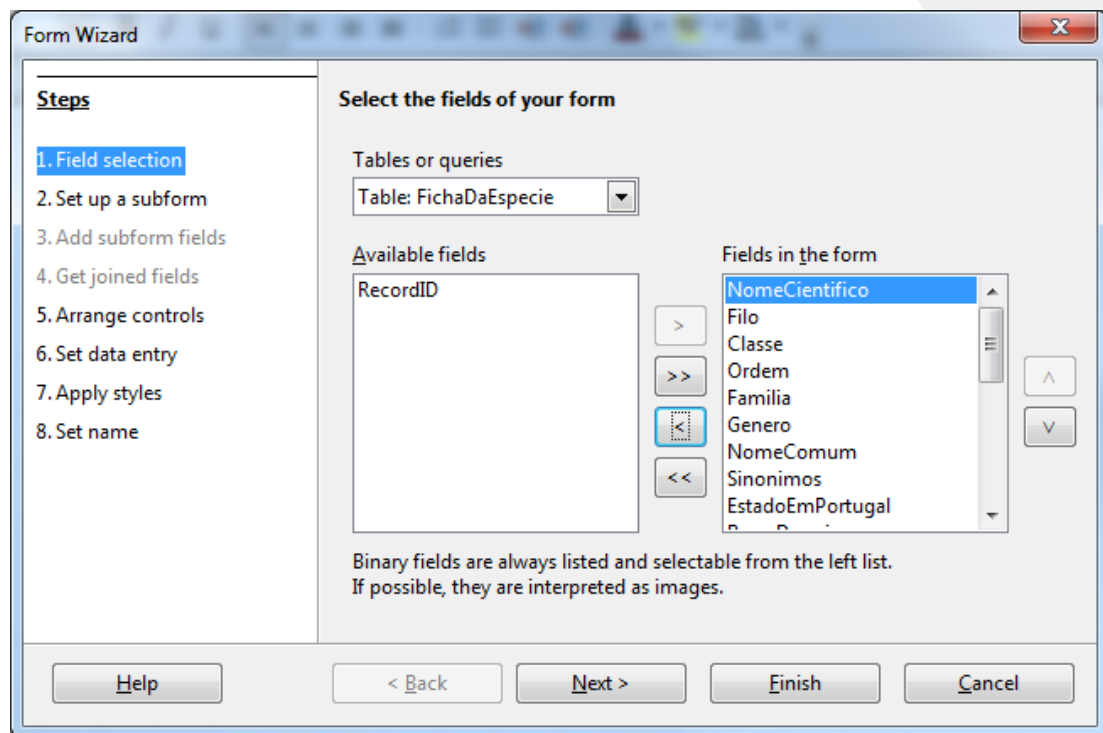 Form Wizard
Steps
1. Field selection
2. Set up a subform
3. Add subform fields
4. Get joined fields
5. Arrange controls
6. Set data entry
7. Apply styles
8. Set name
Select the fields of your form
Tables or queries
Table: FichaDaEspecie
Available fields
RecordID
>
>>
<
<<
Fields in the form
NomeCientifico
Filo
Classe
Ordem
Familia
Genero
NomeComum
Sinonimos
EstadoEmPortugal
Binary fields are always listed and selectable from the left list.
If possible, they are interpreted as images.
Help
< Back
Next >
Finish
Cancel